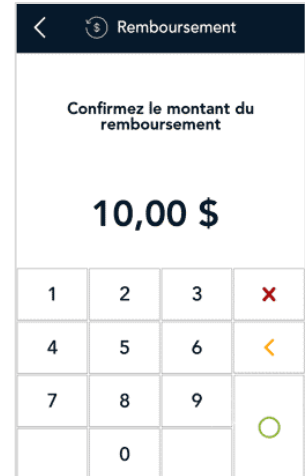 Remboursement
Confirmez le montant du
remboursement
10,00 $
1 2 3
4 5 6
7 8 9
0